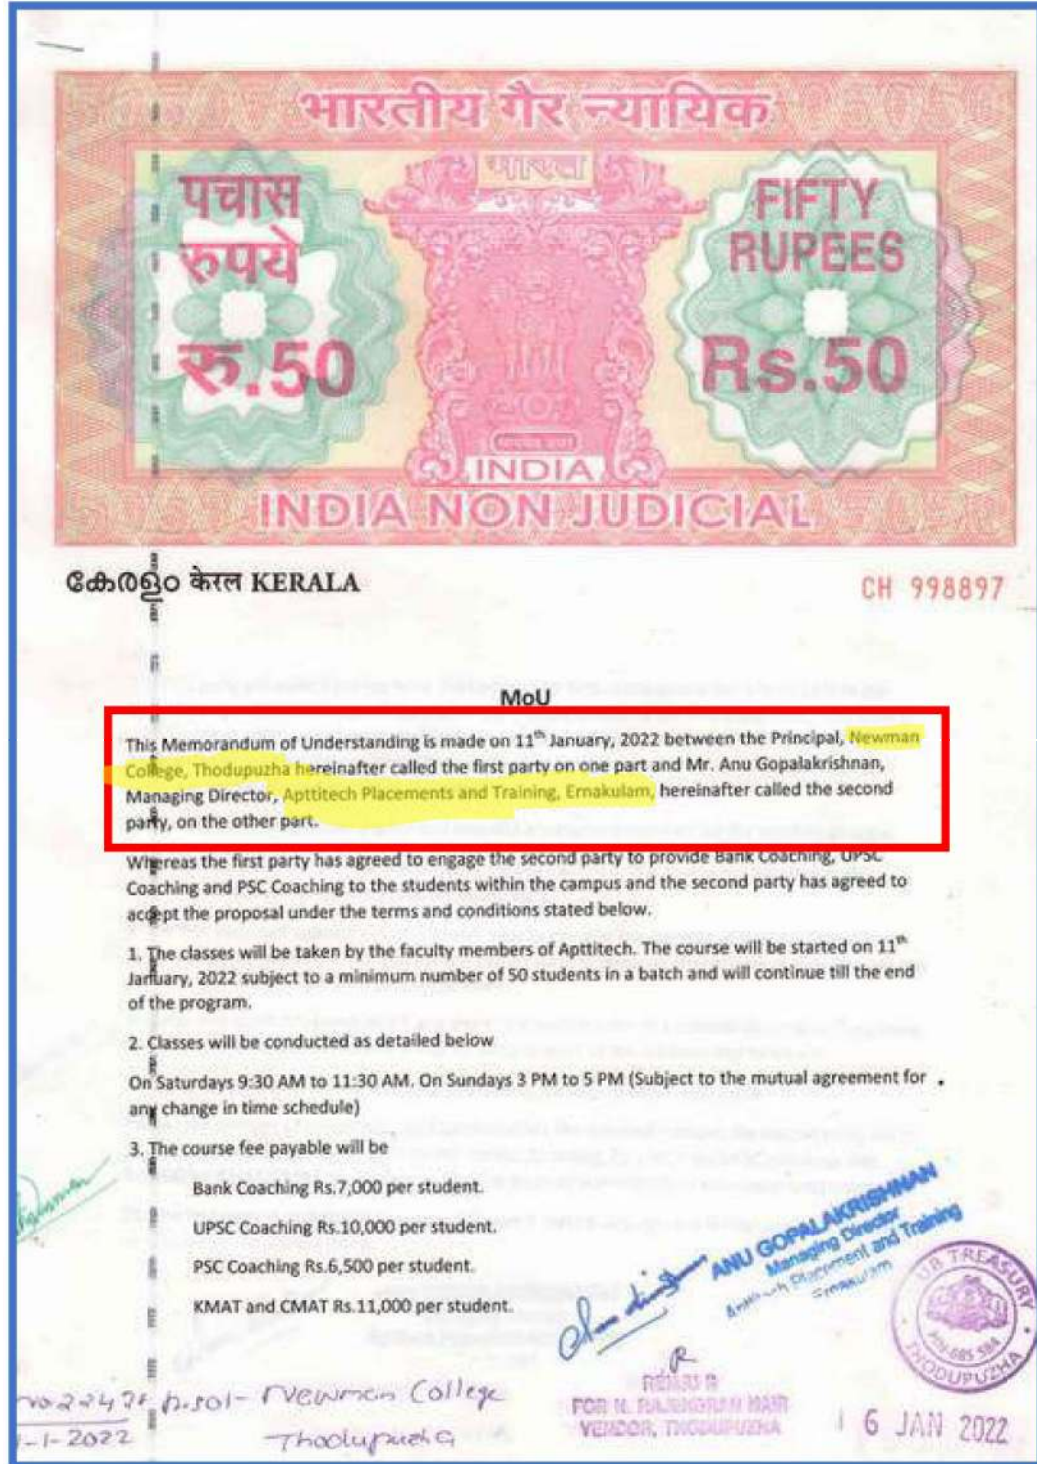 भारतीय गैर न्यायिक
भारत
पचास
रुपये
रु.50
FIFTY
RUPEES
Rs.50
INDIA
INDIA NON JUDICIAL
കേരളം केरल KERALA
CH 998897
MoU
This Memorandum of Understanding is made on 11th January, 2022 between the Principal, Newman
College, Thodupuzha hereinafter called the first party on one part and Mr. Anu Gopalakrishnan,
Managing Director, Apttitech Placements and Training, Ernakulam, hereinafter called the second
party, on the other part.
Whereas the first party has agreed to engage the second party to provide Bank Coaching, UPSC
Coaching and PSC Coaching to the students within the campus and the second party has agreed to
accept the proposal under the terms and conditions stated below.
1. The classes will be taken by the faculty members of Apttitech. The course will be started on 11th
January, 2022 subject to a minimum number of 50 students in a batch and will continue till the end
of the program.
2. Classes will be conducted as detailed below
On Saturdays 9:30 AM to 11:30 AM. On Sundays 3 PM to 5 PM (Subject to the mutual agreement for
any change in time schedule)
3. The course fee payable will be
Bank Coaching Rs.7,000 per student.
UPSC Coaching Rs.10,000 per student.
PSC Coaching Rs.6,500 per student.
KMAT and CMAT Rs.11,000 per student.
ANU GOPALAKRISHNAN
Managing Director
Placement and Training
Ernakulam
SUB TREASURY
PIN-685 584
THODUPUZHA
FOR N. RAJENDRAN NAIR
VENDOR, THODUPUZHA
6 JAN 2022
Newman College
-1-2022 Thodupuzha